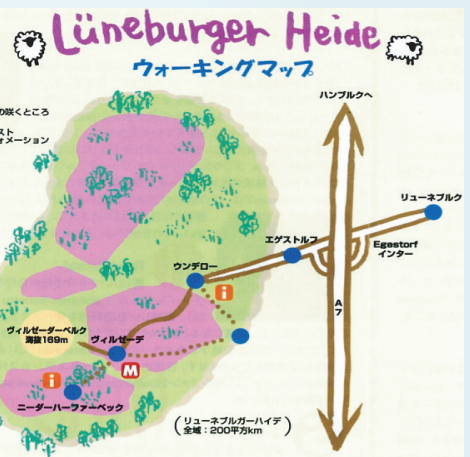 Lüneburger Heide
ウォーキングマップ
の咲くところ
スト
ォメーション
ハンブルクへ
リューネブルク
エゲストルフ
Egestorf
インター
ウンデロー
i
A7
ヴィルゼーダーベルク
海抜169m
ヴィルゼーデ
M
i
ニーダーハーファーベック
リューネブルガーハイデ
全域：200平方km